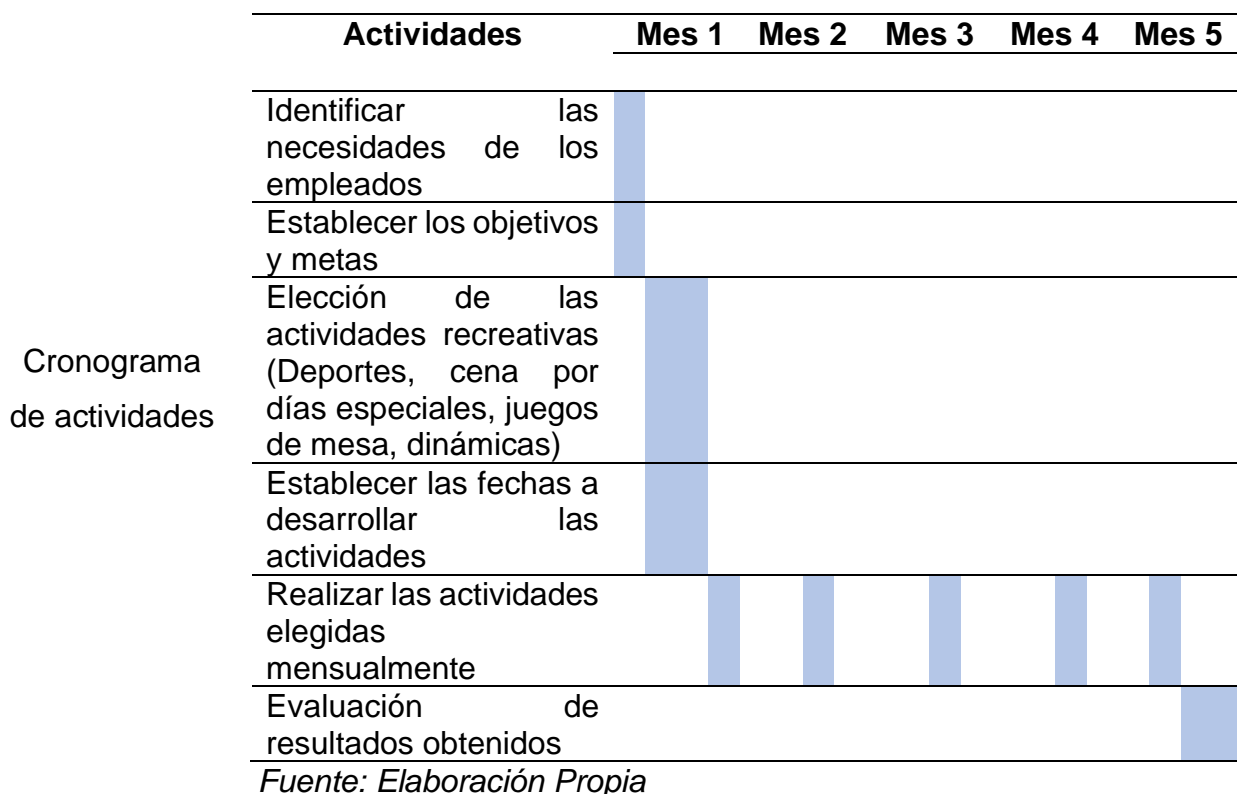 Actividades Mes 1 Mes 2 Mes 3 Mes 4 Mes 5
Cronograma
de actividades
Identificar las
necesidades de los
empleados
Establecer los objetivos
y metas
Elección de las
actividades recreativas
(Deportes, cena por
días especiales, juegos
de mesa, dinámicas)
Establecer las fechas a
desarrollar las
actividades
Realizar las actividades
elegidas
mensualmente
Evaluación de
resultados obtenidos
Fuente: Elaboración Propia